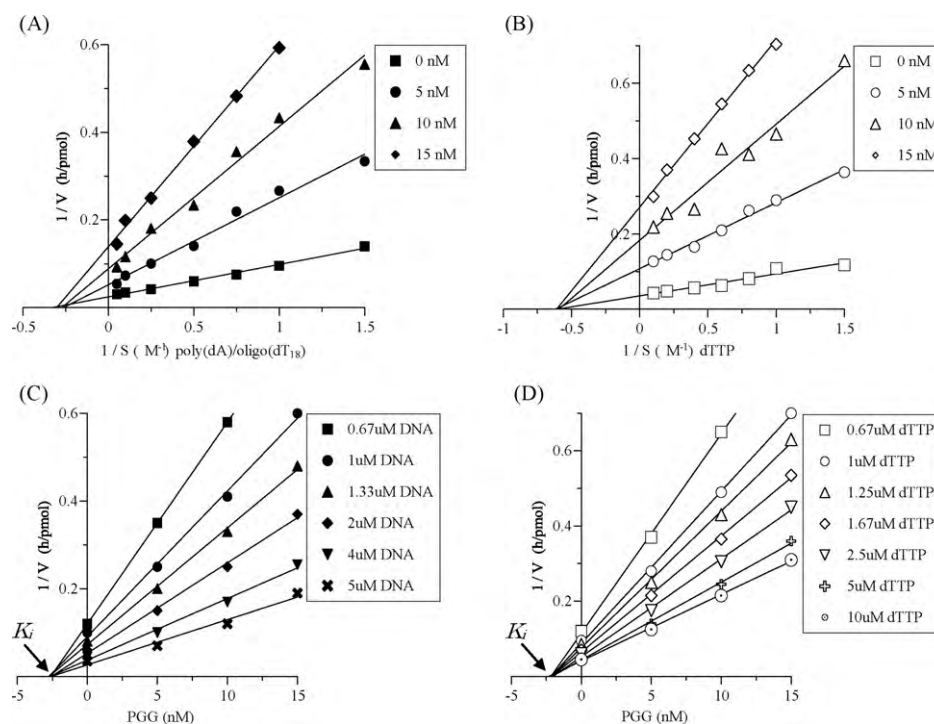 (A)
0.6
0.4
0.2
1 / V (h/pmol)
-0.5
0
0.5
1
1.5
1 / S ( M⁻¹) poly(dA)/oligo(dT₁₈)
0 nM
5 nM
10 nM
15 nM
(B)
0.6
0.4
0.2
1 / V (h/pmol)
-1
-0.5
0
0.5
1
1.5
1 / S ( M⁻¹) dTTP
0 nM
5 nM
10 nM
15 nM
(C)
0.6
0.4
0.2
1 / V (h/pmol)
Kᵢ
-5
0
5
10
15
PGG (nM)
0.67uM DNA
1uM DNA
1.33uM DNA
2uM DNA
4uM DNA
5uM DNA
(D)
0.6
0.4
0.2
1 / V (h/pmol)
Kᵢ
-5
0
5
10
15
PGG (nM)
0.67uM dTTP
1uM dTTP
1.25uM dTTP
1.67uM dTTP
2.5uM dTTP
5uM dTTP
10uM dTTP